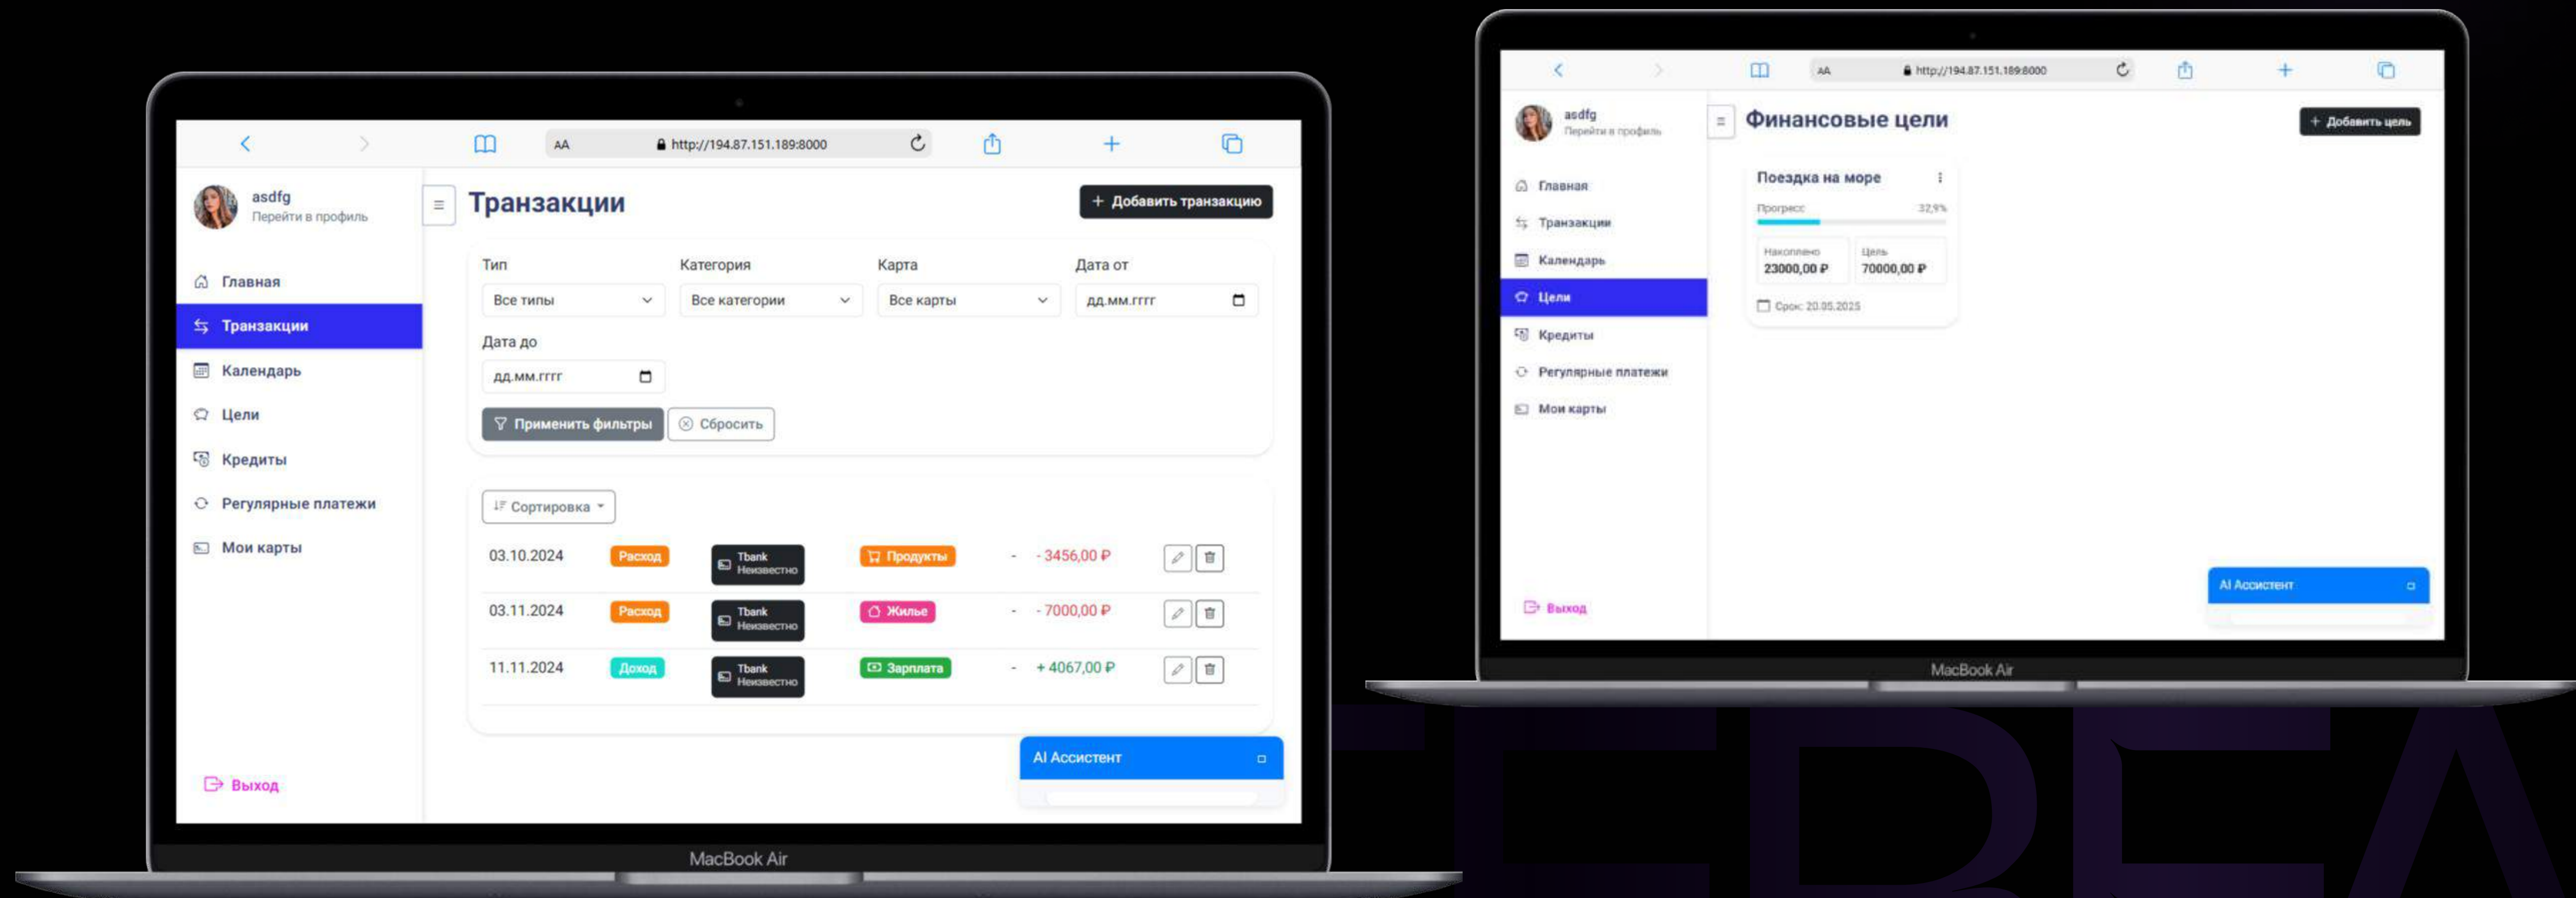 AA
http://194.87.151.189:8000
asdfg
Перейти в профиль
Главная
Транзакции
Календарь
Цели
Кредиты
Регулярные платежи
Мои карты
Выход
Транзакции
+ Добавить транзакцию
Тип
Категория
Карта
Дата от
Все типы
Все категории
Все карты
дд.мм.гггг
Дата до
дд.мм.гггг
Применить фильтры
Сбросить
Сортировка
03.10.2024 Расход Tbank Неизвестно Продукты - - 3456,00 ₽
03.11.2024 Расход Tbank Неизвестно Жилье - - 7000,00 ₽
11.11.2024 Доход Tbank Неизвестно Зарплата - + 4067,00 ₽
AI Ассистент
MacBook Air
AA
http://194.87.151.189:8000
asdfg
Перейти в профиль
Главная
Транзакции
Календарь
Цели
Кредиты
Регулярные платежи
Мои карты
Выход
Финансовые цели
+ Добавить цель
Поездка на море
Прогресс 32,9%
Накоплено
23000,00 ₽
Цель
70000,00 ₽
Срок: 20.05.2025
AI Ассистент
MacBook Air